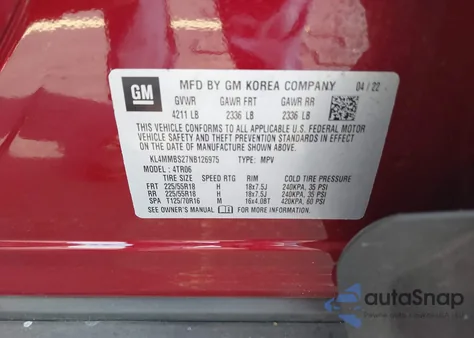 GM
MFD BY GM KOREA COMPANY 04/22
GVWR GAWR FRT GAWR RR
4211 LB 2336 LB 2336 LB
THIS VEHICLE CONFORMS TO ALL APPLICABLE U.S. FEDERAL MOTOR
VEHICLE SAFETY AND THEFT PREVENTION STANDARDS IN EFFECT
ON THE DATE OF MANUFACTURE SHOWN ABOVE.
KL4MMBS27NB126975 TYPE: MPV
MODEL: 4TR06
TIRE SIZE SPEED RTG RIM COLD TIRE PRESSURE
FRT 225/55R18 H 18x7.5J 240KPA, 35 PSI
RR 225/55R18 H 18x7.5J 240KPA, 35 PSI
SPA T125/70R16 M 16x4.0BT 420KPA, 60 PSI
SEE OWNER'S MANUAL FOR MORE INFORMATION.
autoSnap